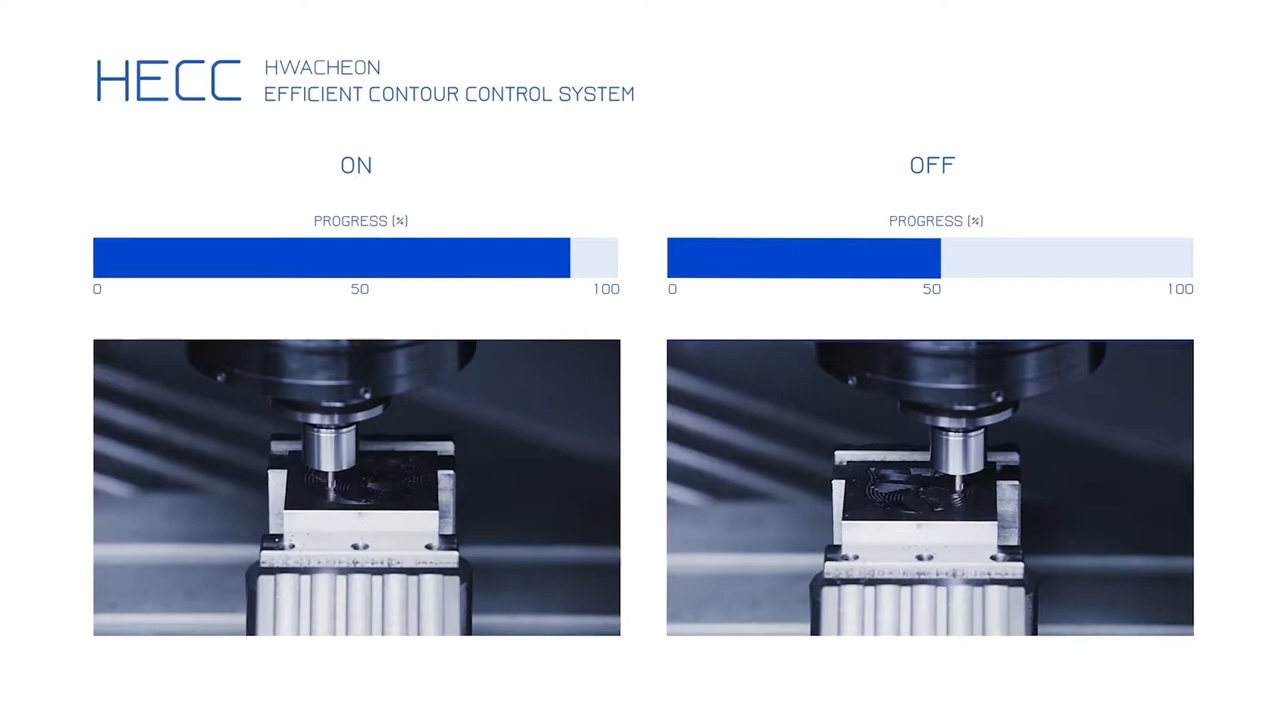 HECC
HWACHEON
EFFICIENT CONTOUR CONTROL SYSTEM
ON
OFF
PROGRESS (%)
PROGRESS (%)
0 50 100
0 50 100